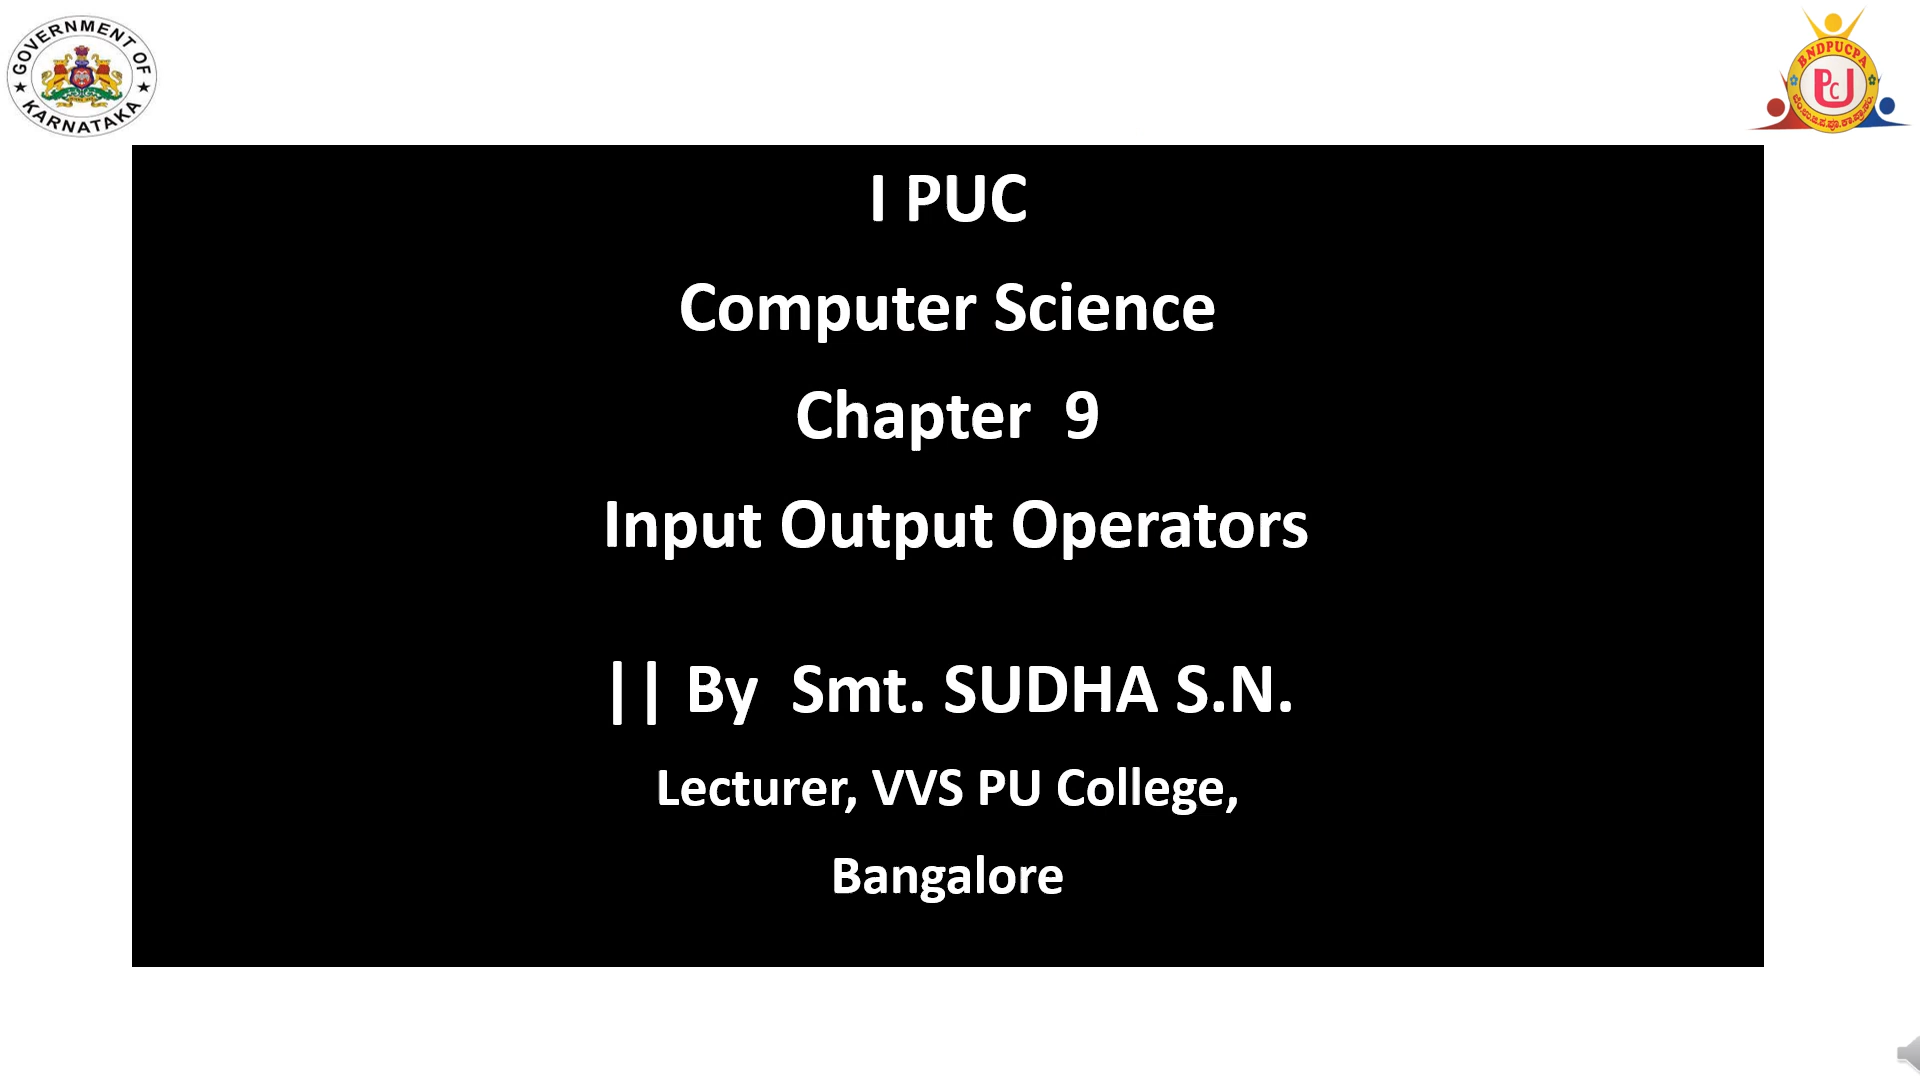 GOVERNMENT OF
KARNATAKA
BNDPUCPA
PUC
I PUC
Computer Science
Chapter 9
Input Output Operators
|| By Smt. SUDHA S.N.
Lecturer, VVS PU College,
Bangalore